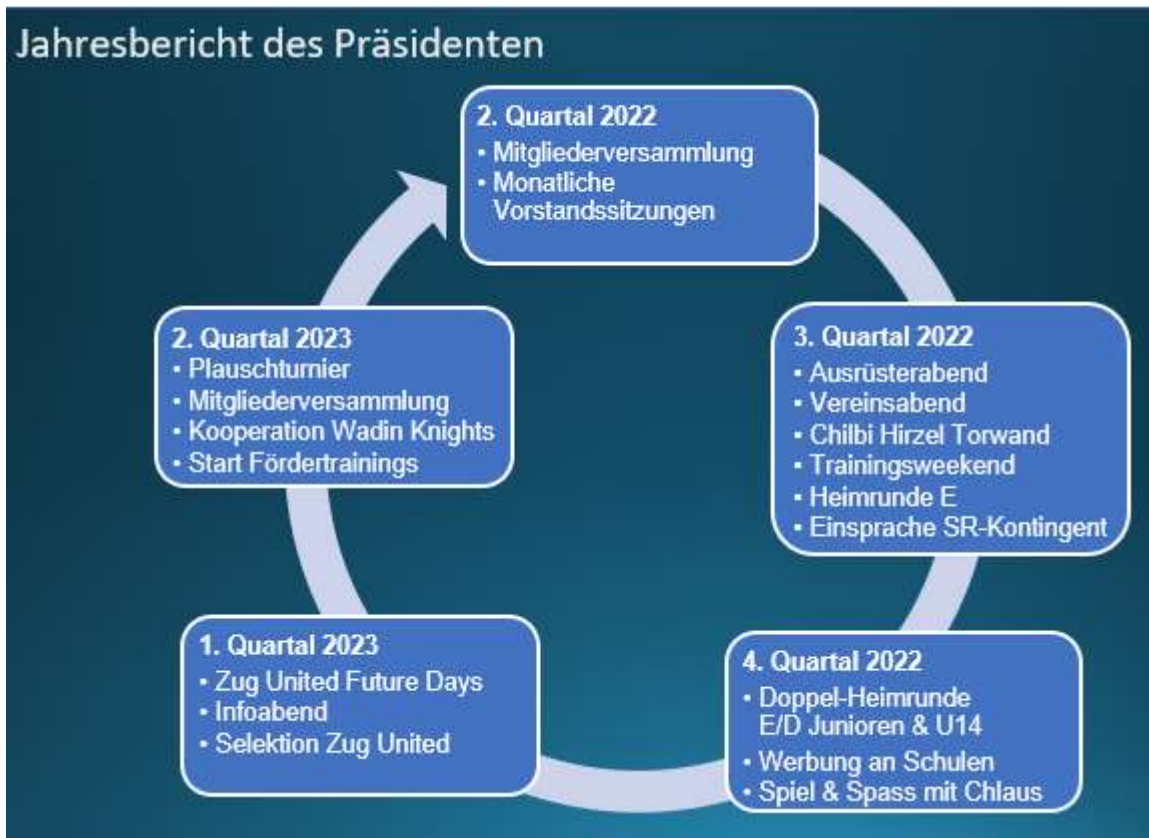 Jahresbericht des Präsidenten
2. Quartal 2022
• Mitgliederversammlung
• Monatliche
Vorstandssitzungen
3. Quartal 2022
• Ausrüsterabend
• Vereinsabend
• Chilbi Hirzel Torwand
• Trainingsweekend
• Heimrunde E
• Einsprache SR-Kontingent
4. Quartal 2022
• Doppel-Heimrunde
E/D Junioren & U14
• Werbung an Schulen
• Spiel & Spass mit Chlaus
1. Quartal 2023
• Zug United Future Days
• Infoabend
• Selektion Zug United
2. Quartal 2023
• Plauschturnier
• Mitgliederversammlung
• Kooperation Wadin Knights
• Start Fördertrainings